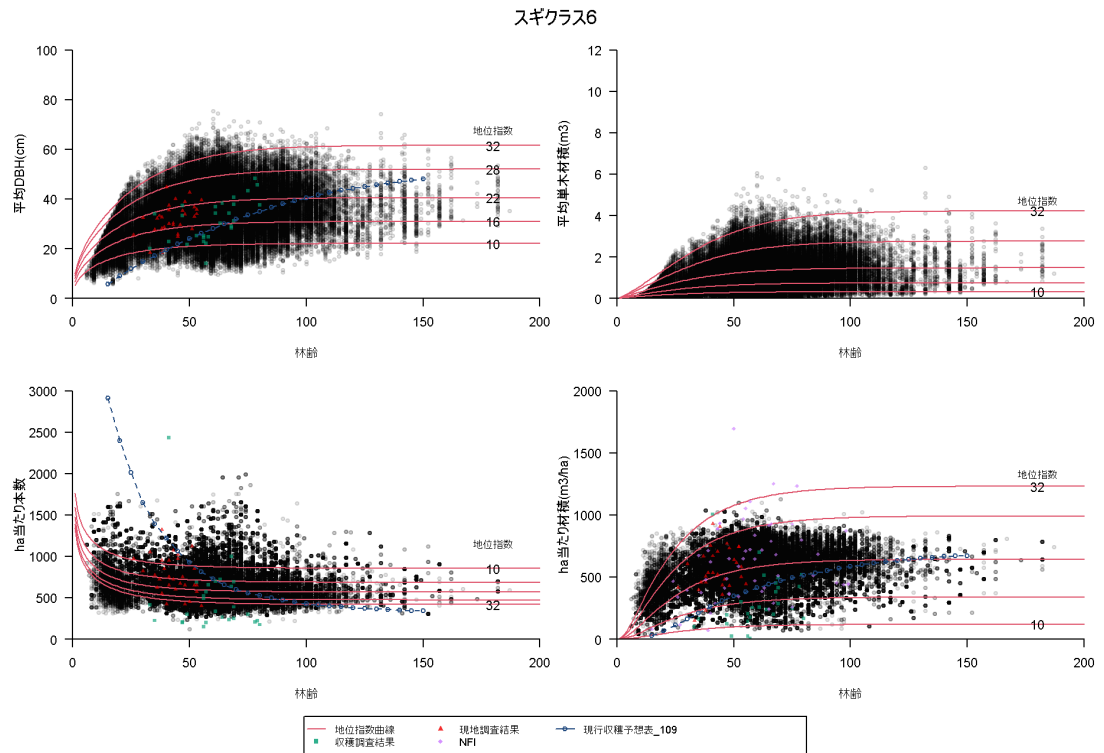 スギクラス6
100
80
60
40
20
0
平均DBH(cm)
地位指数
32
28
22
16
10
0 50 100 150 200
林齢
12
10
8
6
4
2
0
平均単木材積(m3)
地位指数
32
10
0 50 100 150 200
林齢
3000
2500
2000
1500
1000
500
0
ha当たり本数
地位指数
10
32
0 50 100 150 200
林齢
2000
1500
1000
500
0
ha当たり材積(m3/ha)
地位指数
32
10
0 50 100 150 200
林齢
地位指数曲線 現地調査結果 現行収穫予想表_109
収穫調査結果 NFI